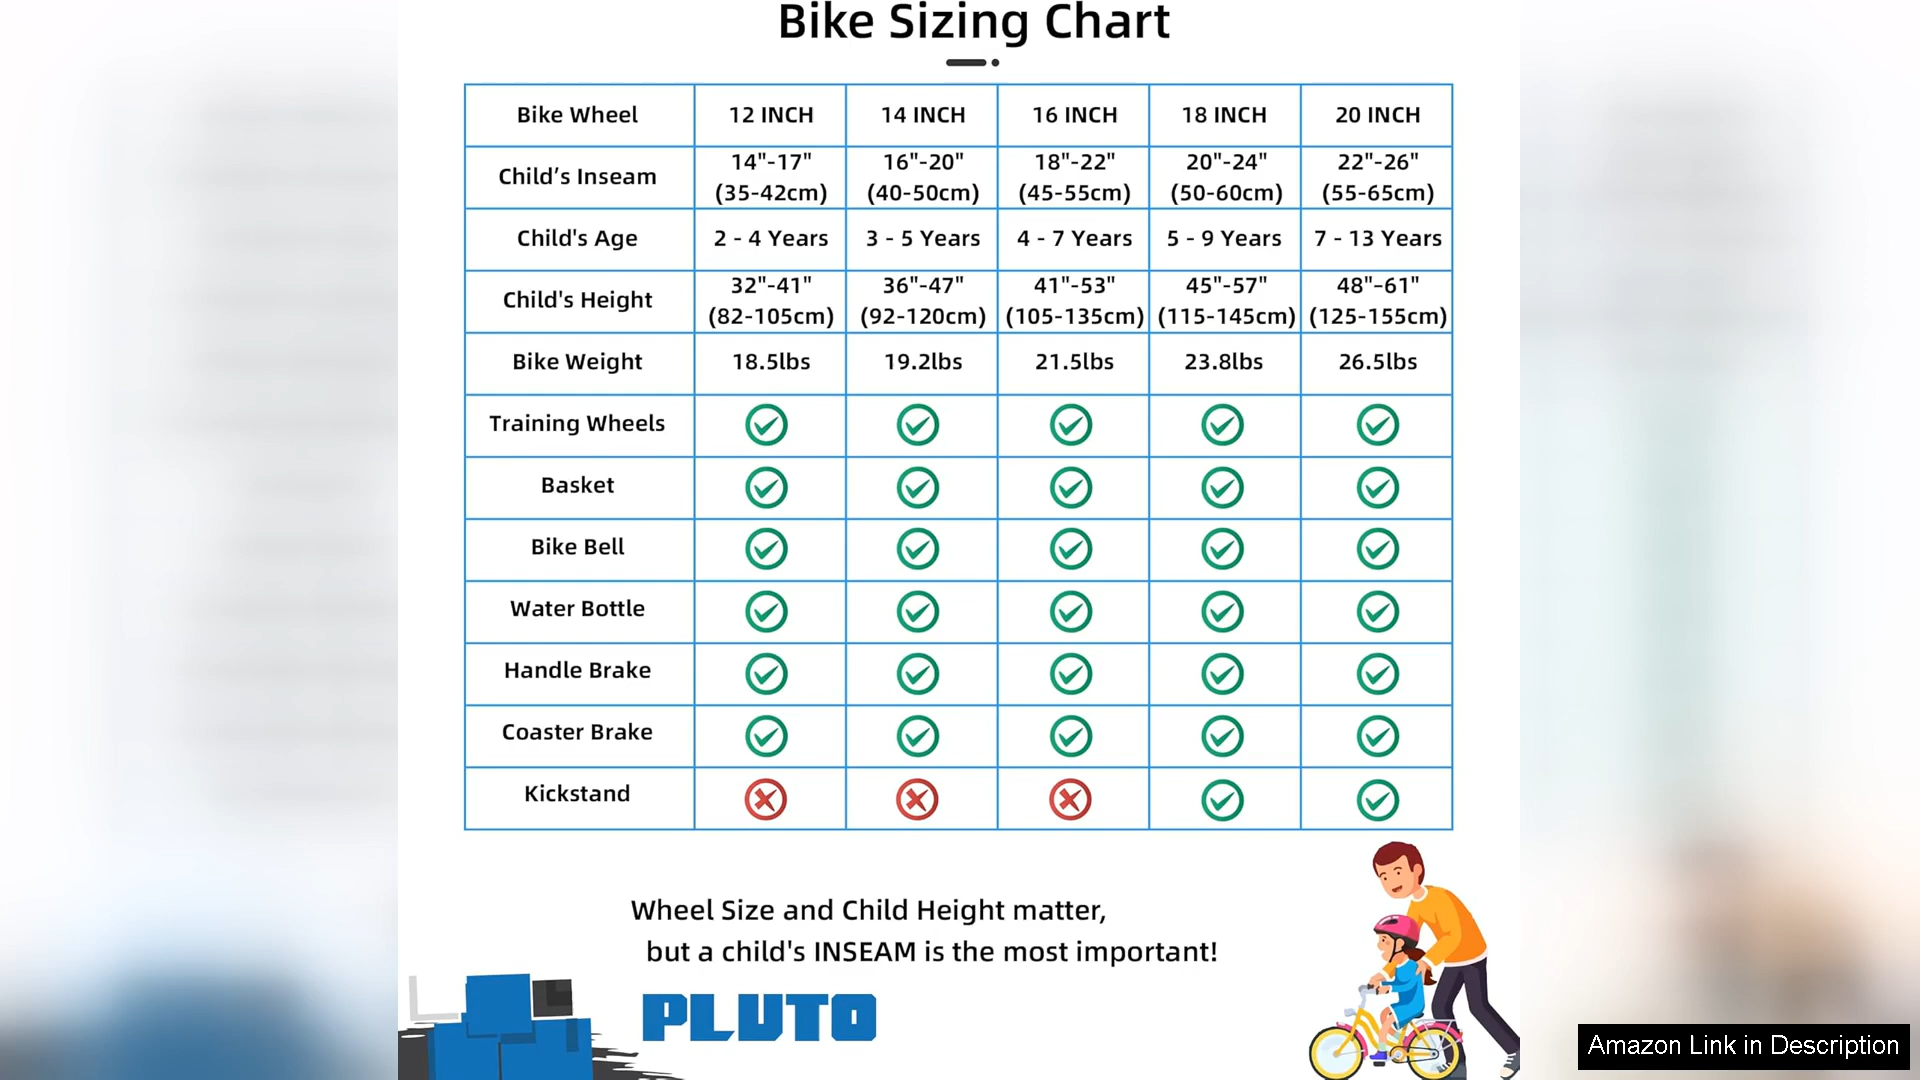 Bike Sizing Chart
Bike Wheel 12 INCH 14 INCH 16 INCH 18 INCH 20 INCH
Child’s Inseam 14"-17" 16"-20" 18"-22" 20"-24" 22"-26"
(35-42cm) (40-50cm) (45-55cm) (50-60cm) (55-65cm)
Child's Age 2 - 4 Years 3 - 5 Years 4 - 7 Years 5 - 9 Years 7 - 13 Years
Child's Height 32"-41" 36"-47" 41"-53" 45"-57" 48"-61"
(82-105cm) (92-120cm) (105-135cm) (115-145cm) (125-155cm)
Bike Weight 18.5lbs 19.2lbs 21.5lbs 23.8lbs 26.5lbs
Training Wheels
Basket
Bike Bell
Water Bottle
Handle Brake
Coaster Brake
Kickstand
Wheel Size and Child Height matter,
but a child's INSEAM is the most important!
PLUTO
Amazon Link in Description